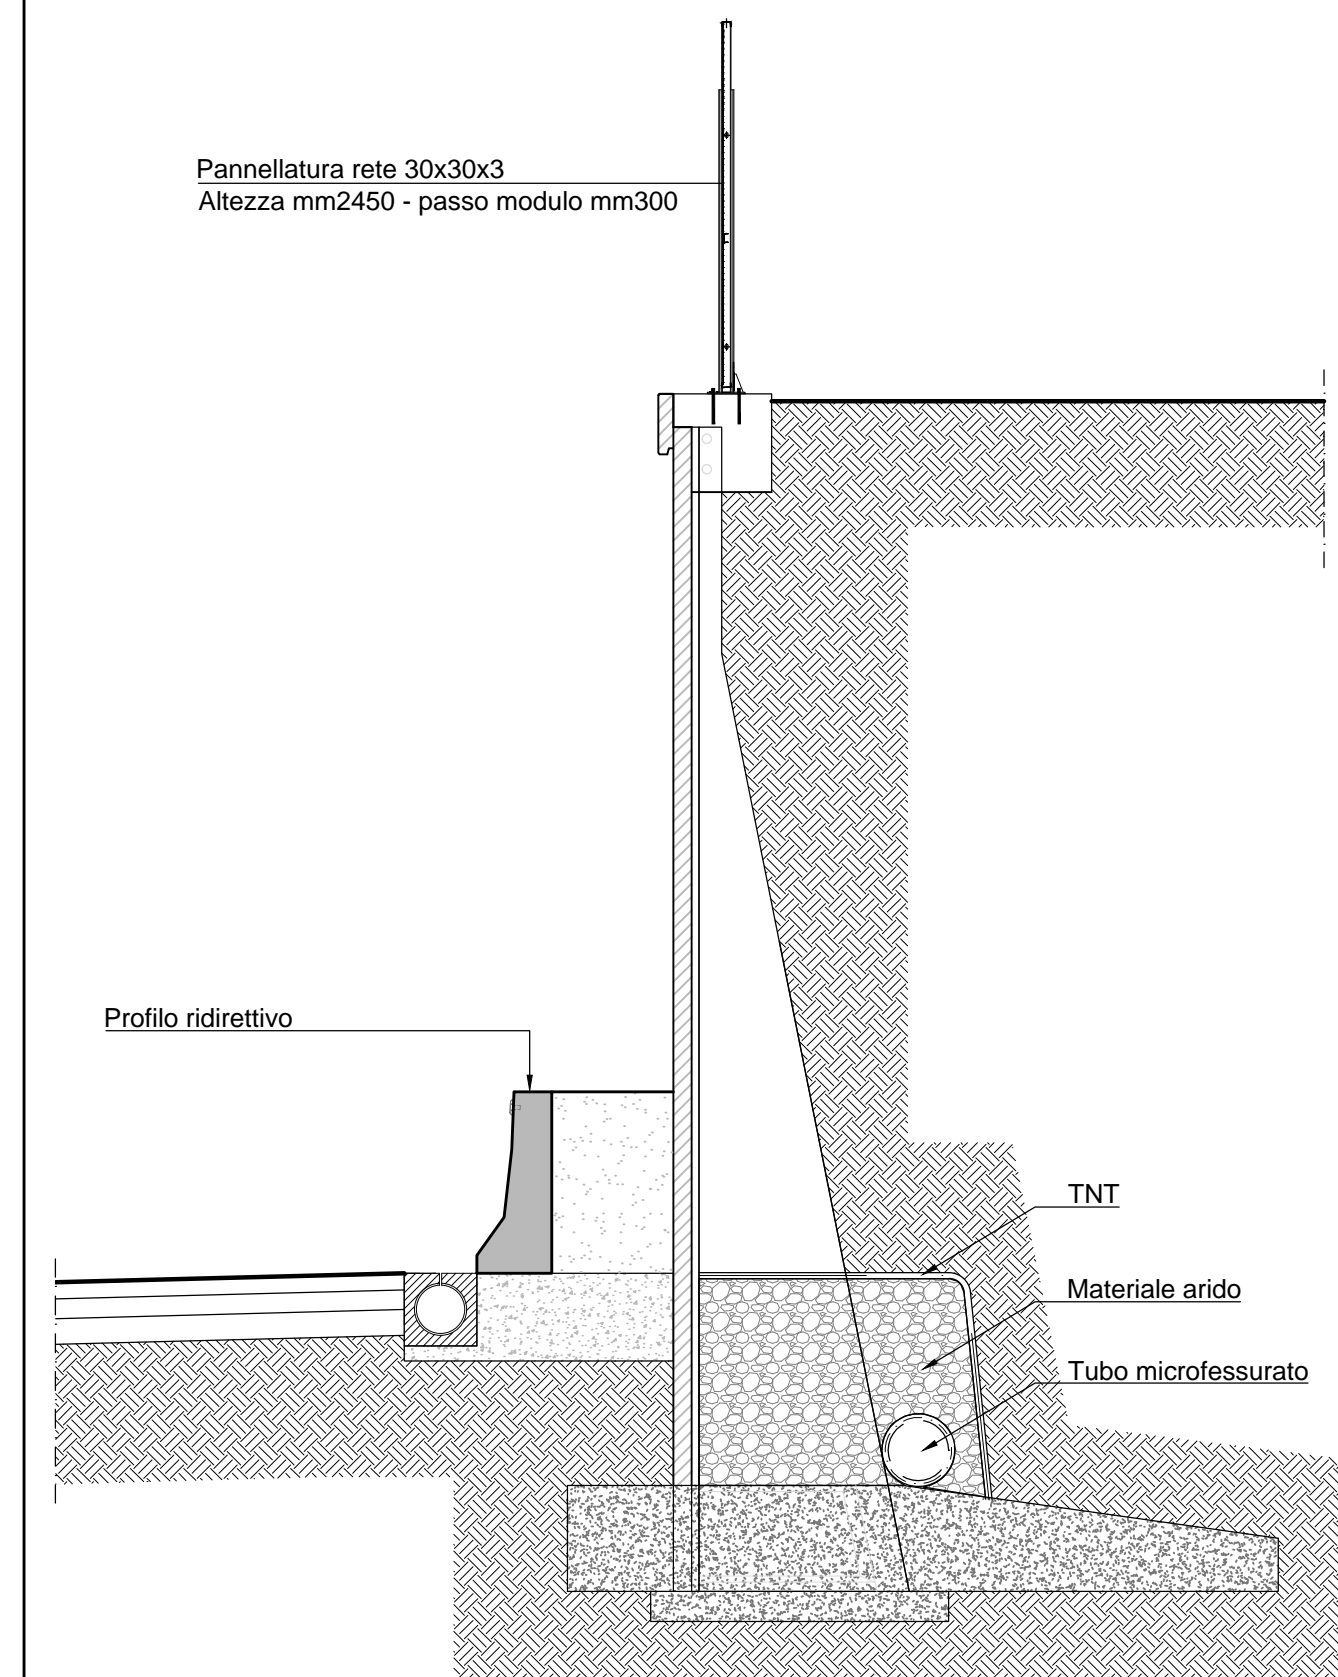 Pannellatura rete 30x30x3
Altezza mm2450 - passo modulo mm300
Profilo ridirettivo
TNT
Materiale arido
Tubo microfessurato